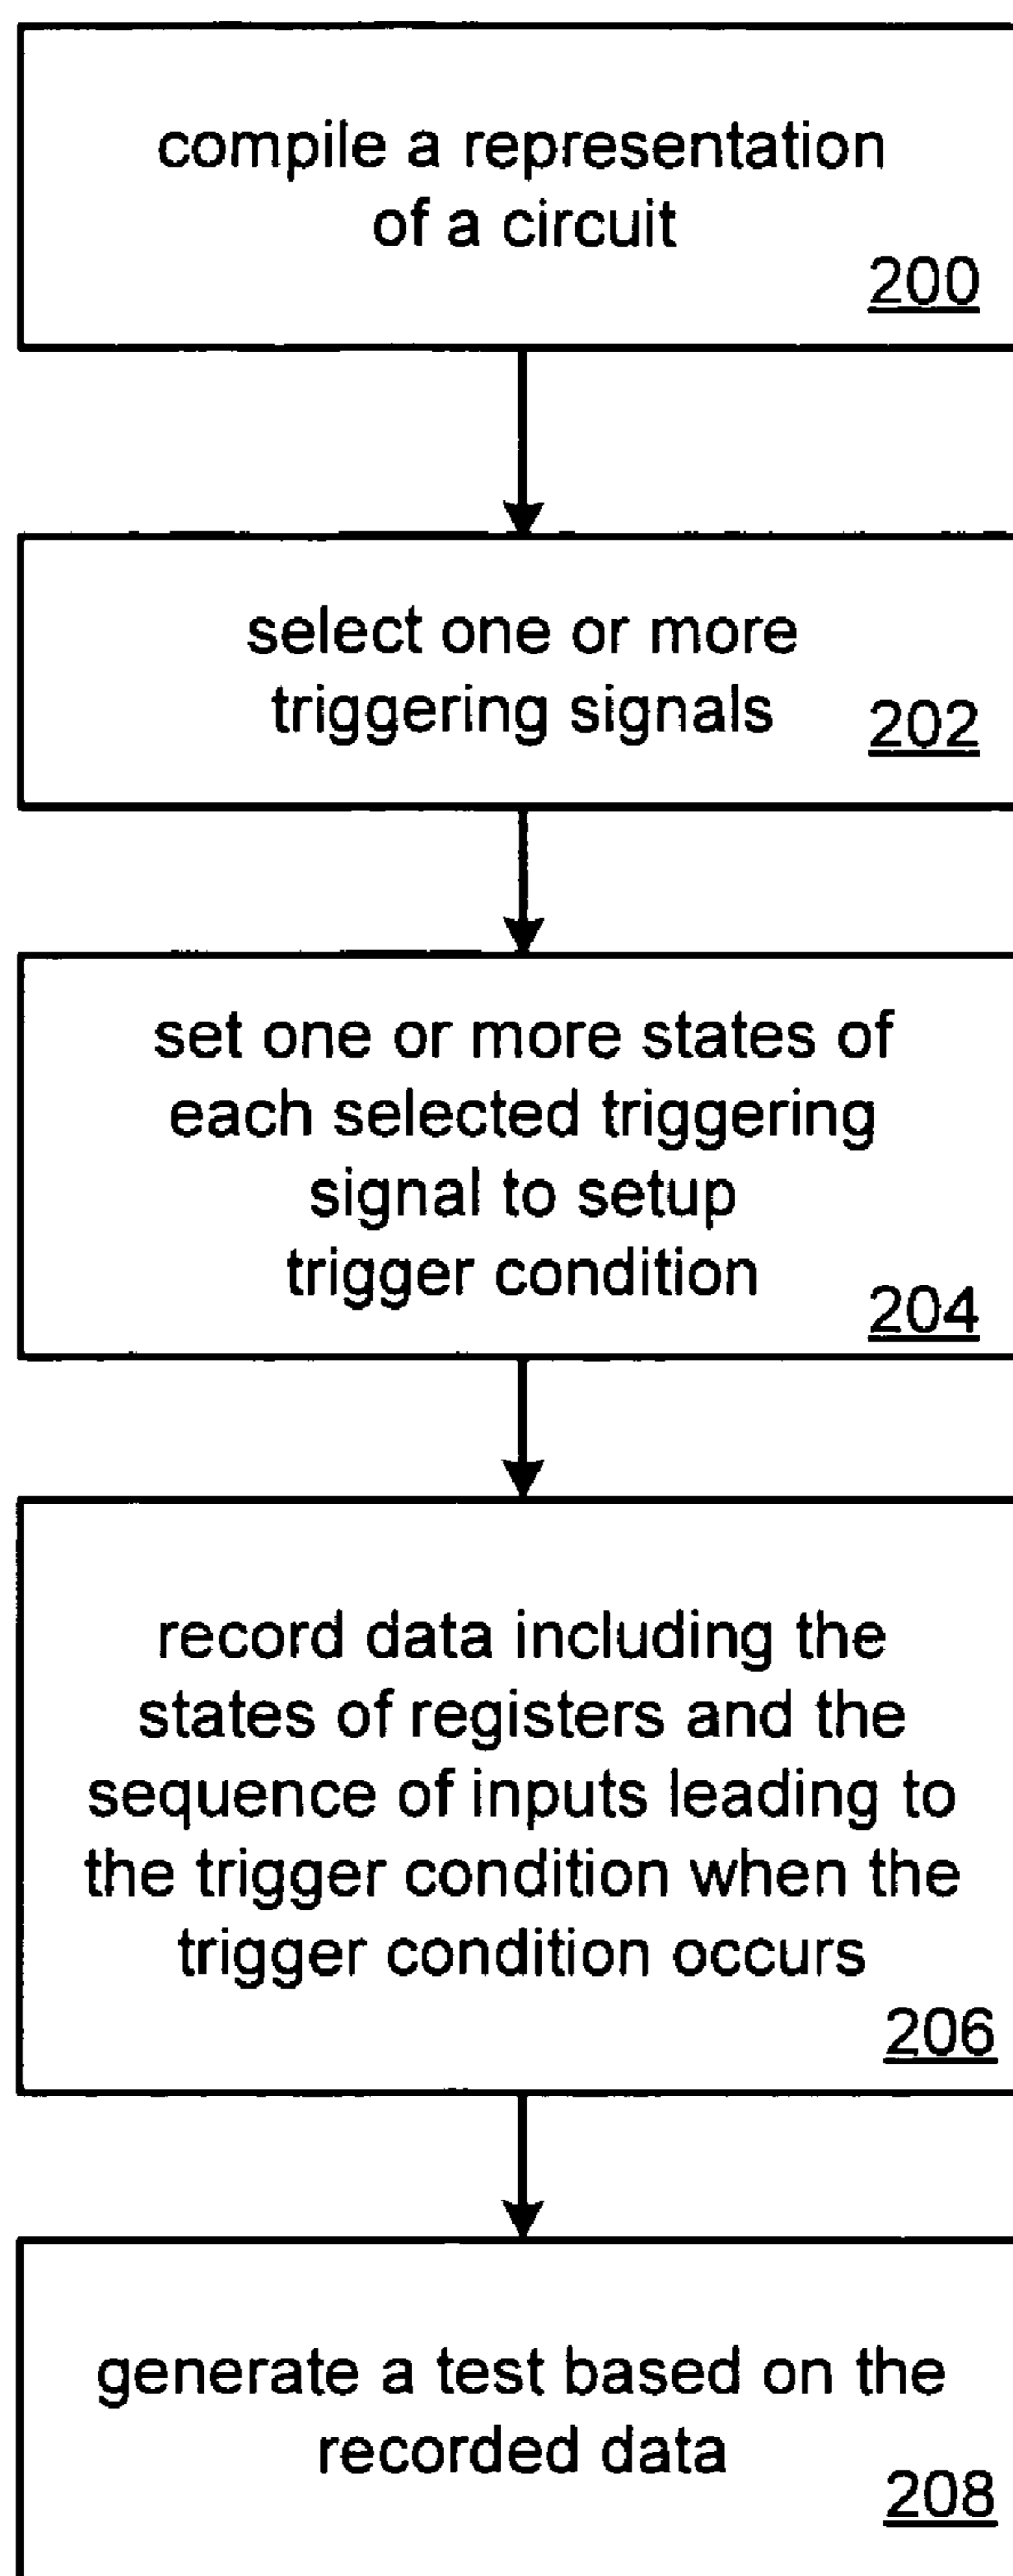 compile a representation
of a circuit
200
select one or more
triggering signals
202
set one or more states of
each selected triggering
signal to setup
trigger condition
204
record data including the
states of registers and the
sequence of inputs leading to
the trigger condition when the
trigger condition occurs
206
generate a test based on the
recorded data
208